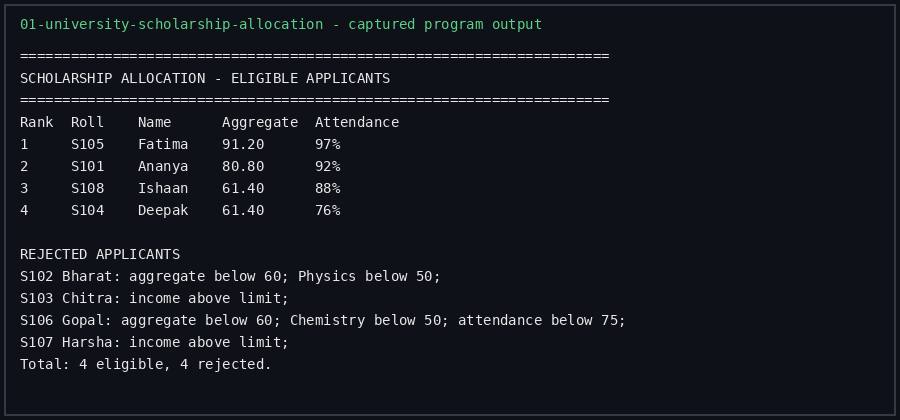 01-university-scholarship-allocation - captured program output
======================================================================
SCHOLARSHIP ALLOCATION - ELIGIBLE APPLICANTS
======================================================================
Rank  Roll    Name      Aggregate  Attendance
1     S105    Fatima    91.20      97%
2     S101    Ananya    80.80      92%
3     S108    Ishaan    61.40      88%
4     S104    Deepak    61.40      76%

REJECTED APPLICANTS
S102 Bharat: aggregate below 60; Physics below 50;
S103 Chitra: income above limit;
S106 Gopal: aggregate below 60; Chemistry below 50; attendance below 75;
S107 Harsha: income above limit;
Total: 4 eligible, 4 rejected.